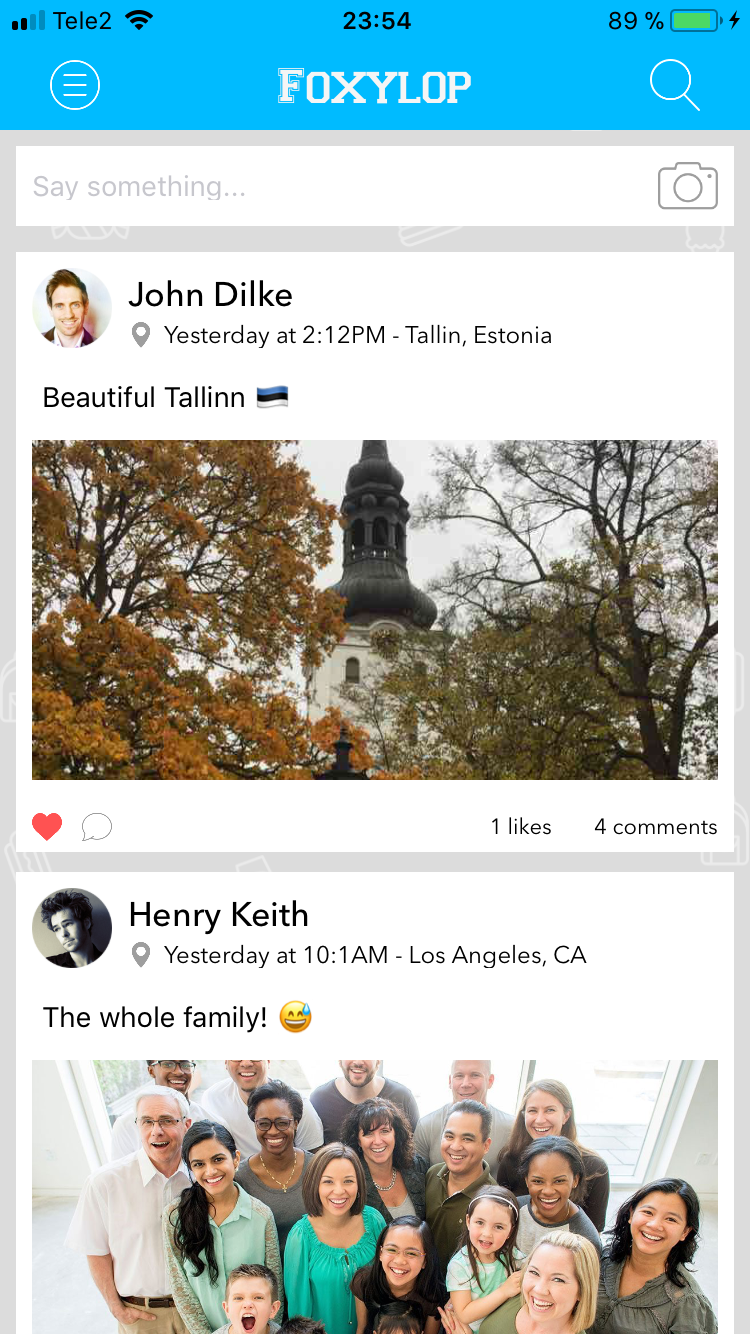 Tele2 23:54 89 %
FOXYLOP
Say something...
John Dilke
Yesterday at 2:12PM - Tallin, Estonia
Beautiful Tallinn 🇪🇪
1 likes 4 comments
Henry Keith
Yesterday at 10:1AM - Los Angeles, CA
The whole family! 😅